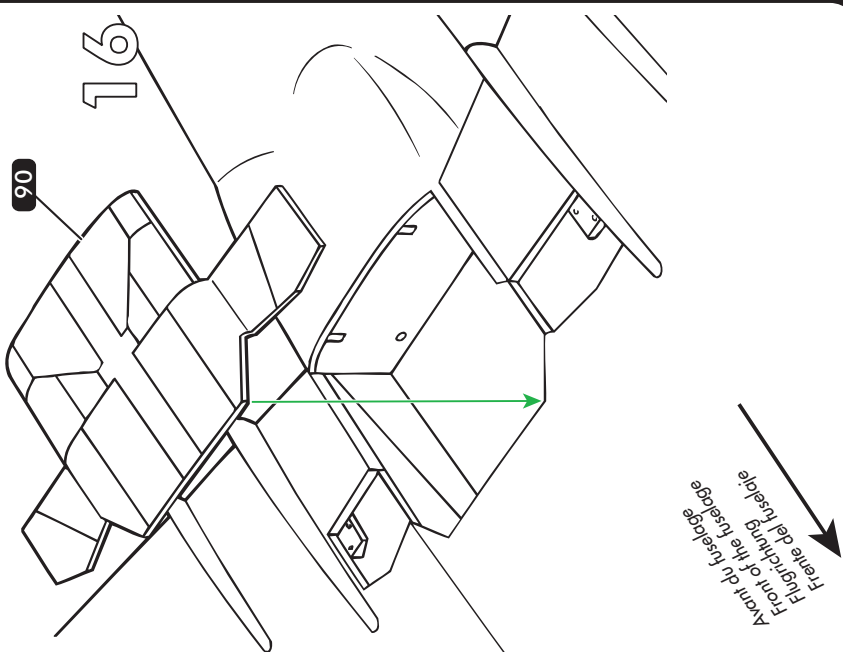 16
90
Avant du fuselage
Front of the fuselage
Flugrichtung
Frente del fuselaje